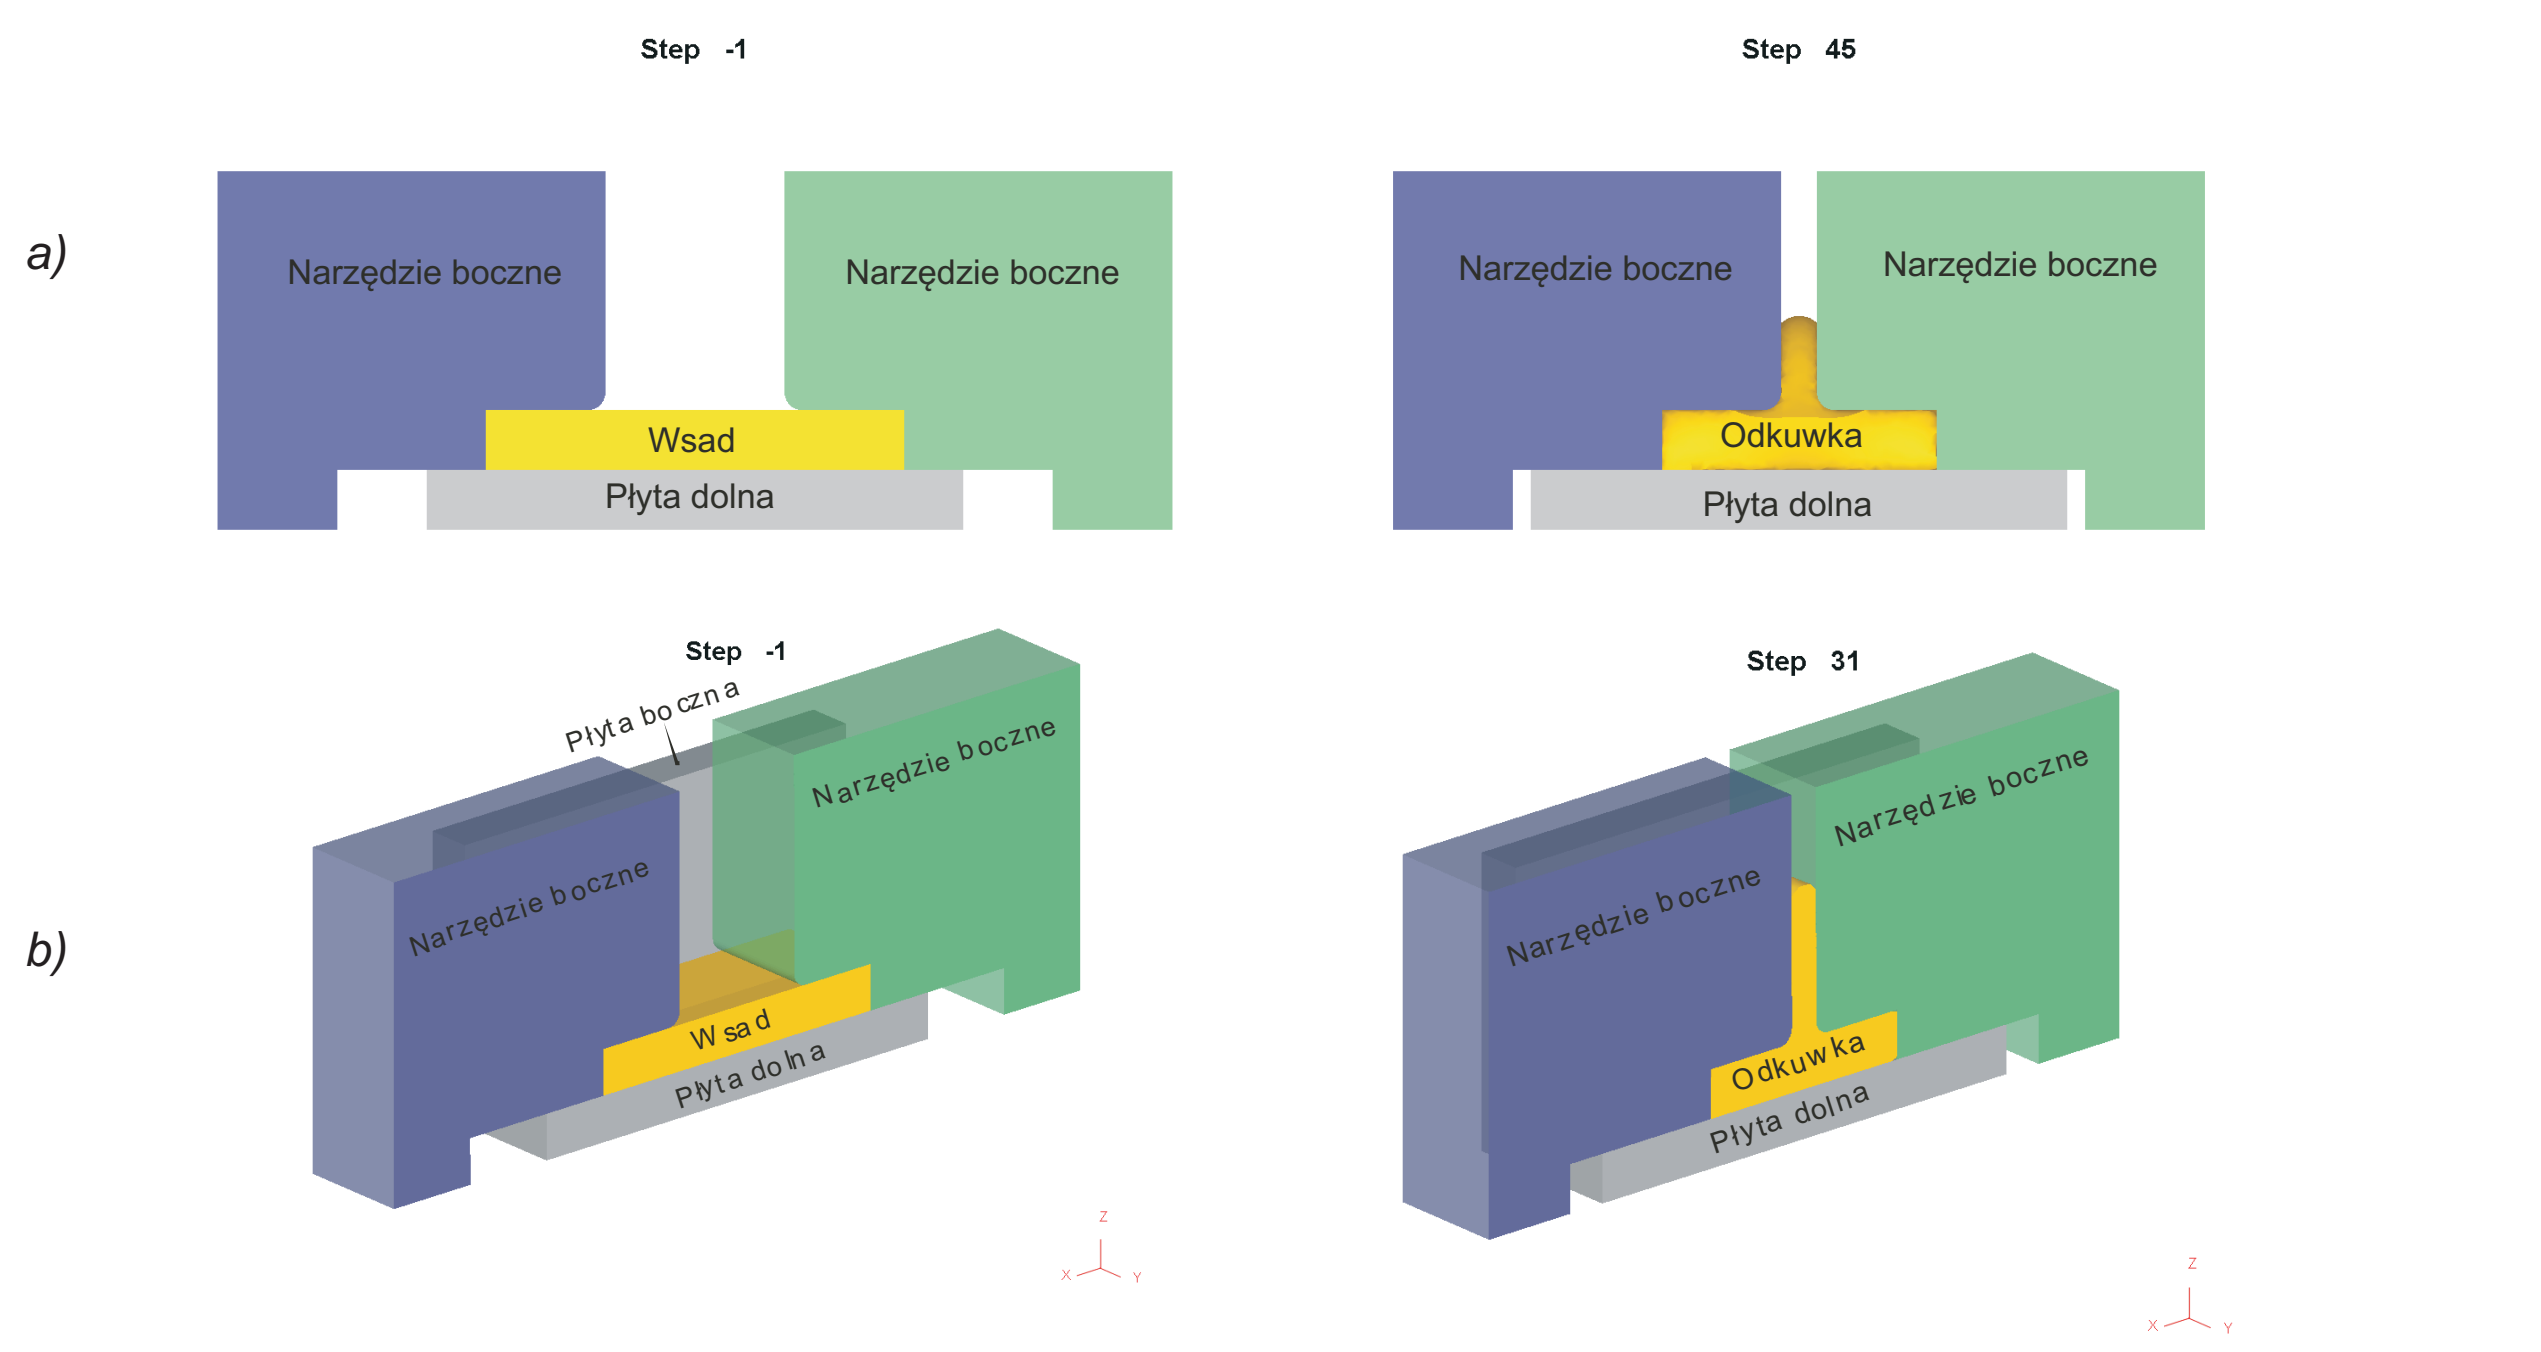 Step -1
Step 45
a)
Narzędzie boczne
Narzędzie boczne
Narzędzie boczne
Narzędzie boczne
Wsad
Odkuwka
Płyta dolna
Płyta dolna
Step -1
Step 31
Płyta boczna
Narzędzie boczne
Narzędzie boczne
Narzędzie boczne
Narzędzie boczne
b)
Wsad
Płyta dolna
Odkuwka
Płyta dolna
Z
X Y
Z
X Y